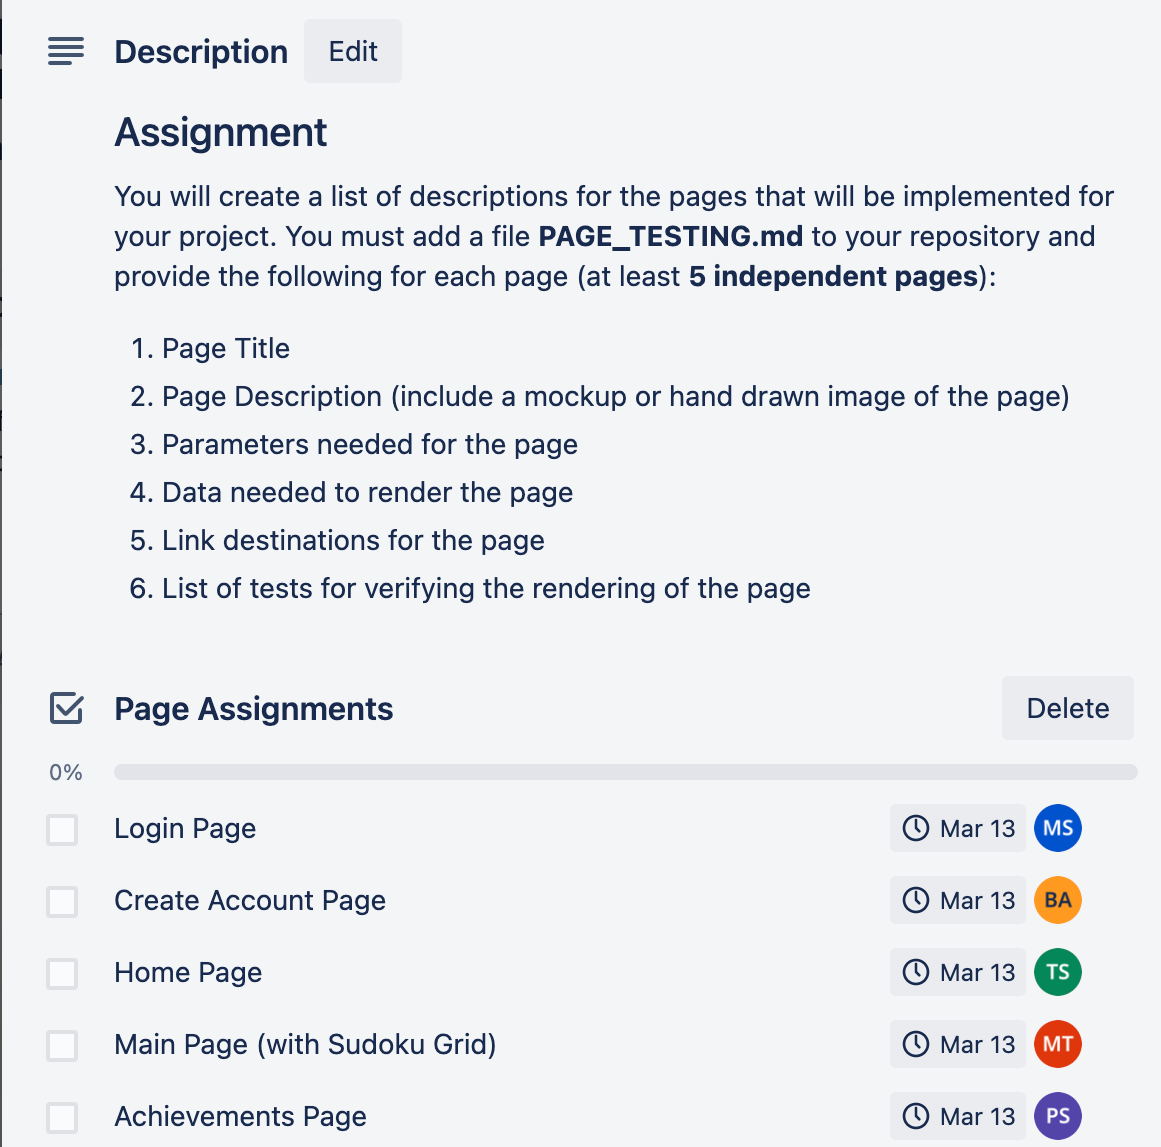 Description Edit
Assignment
You will create a list of descriptions for the pages that will be implemented for
your project. You must add a file PAGE_TESTING.md to your repository and
provide the following for each page (at least 5 independent pages):
1. Page Title
2. Page Description (include a mockup or hand drawn image of the page)
3. Parameters needed for the page
4. Data needed to render the page
5. Link destinations for the page
6. List of tests for verifying the rendering of the page
Page Assignments Delete
0%
Login Page Mar 13 MS
Create Account Page Mar 13 BA
Home Page Mar 13 TS
Main Page (with Sudoku Grid) Mar 13 MT
Achievements Page Mar 13 PS